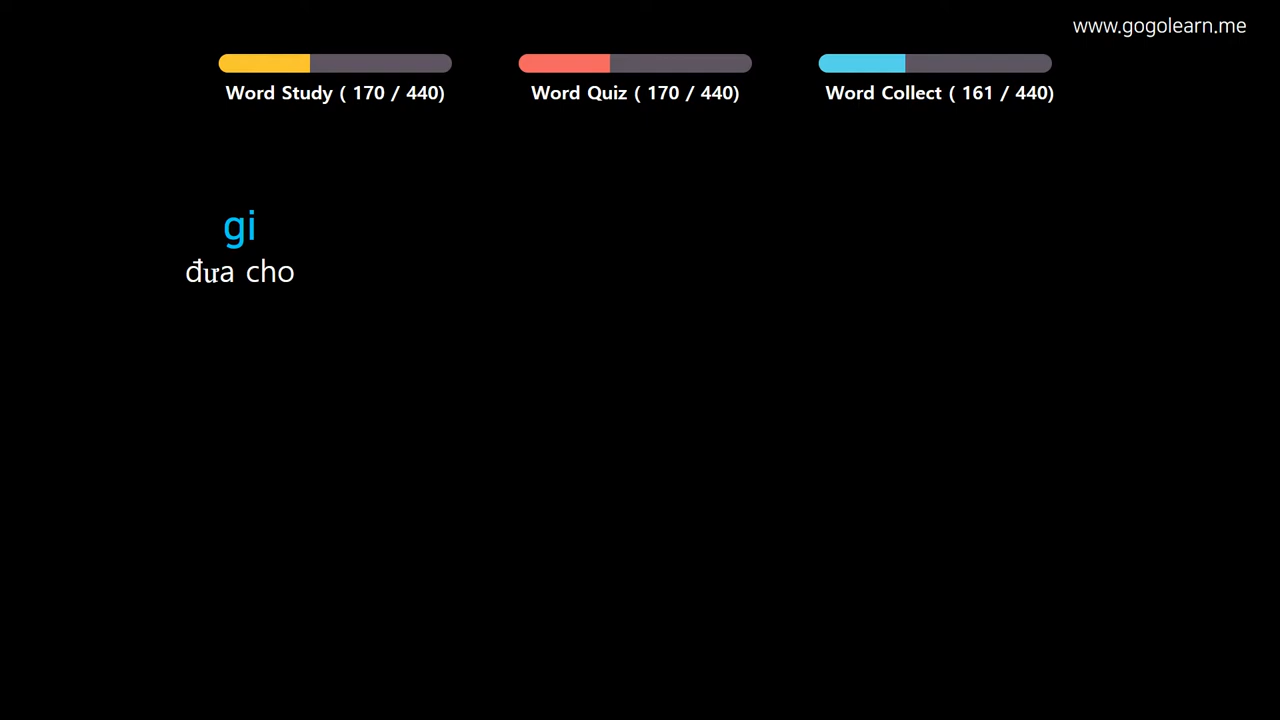 www.gogolearn.me
Word Study ( 170 / 440)
Word Quiz ( 170 / 440)
Word Collect ( 161 / 440)
gi
đưa cho